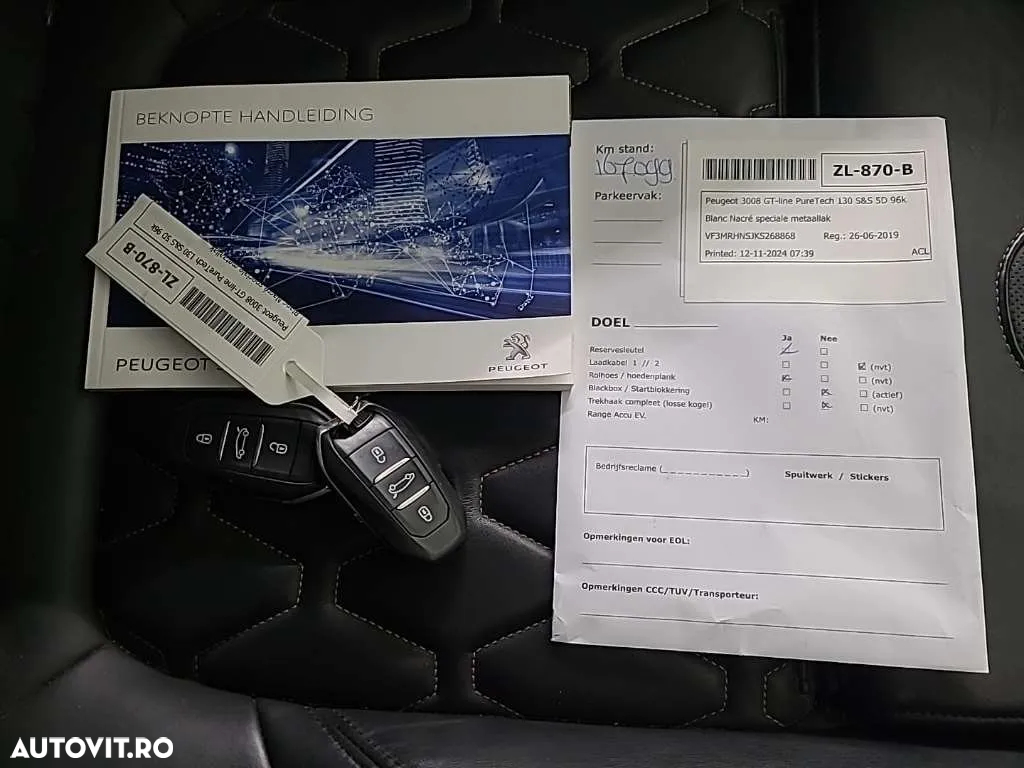 BEKNOPTE HANDLEIDING
PEUGEOT
PEUGEOT
ZL-870-B
Peugeot 3008 GT-line PureTech 130 S&S 5D 96k
Km stand:
167099
Parkeervak:
ZL-870-B
Peugeot 3008 GT-line PureTech 130 S&S 5D 96k
Blanc Nacré speciale metaallak
VF3MRHNSJKS268868 Reg.: 26-06-2019
Printed: 12-11-2024 07:39 ACL
DOEL
Ja Nee
Reservesleutel
Laadkabel 1 // 2 (nvt)
Rolhoes / hoedenplank (nvt)
Blackbox / Startblokkering (actief)
Trekhaak compleet (losse kogel) (nvt)
Range Accu EV. KM:
Bedrijfsreclame (_ _ _ _ _ _ _ _ _ _ _ _) Spuitwerk / Stickers
Opmerkingen voor EOL:
Opmerkingen CCC/TUV/Transporteur:
AUTOVIT.RO